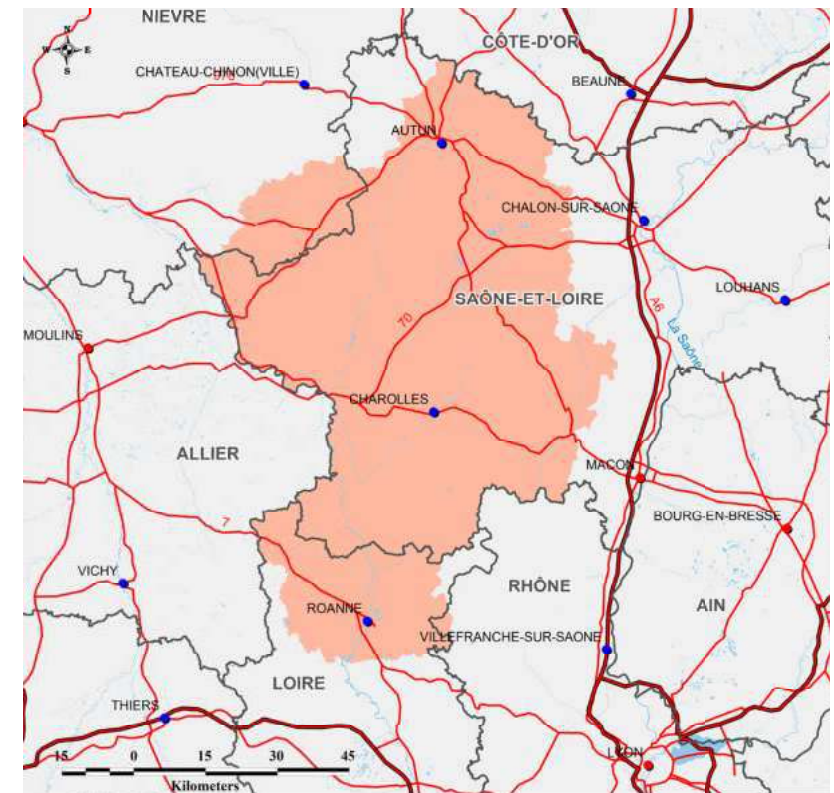 NIEVRE
CÔTE-D'OR
N
W E
S
CHATEAU-CHINON(VILLE)
978
BEAUNE
AUTUN
CHALON-SUR-SAONE
LOUHANS
SAÔNE-ET-LOIRE
A6
La Saône
70
MOULINS
CHAROLLES
ALLIER
MACON
BOURG-EN-BRESSE
7
VICHY
RHÔNE
AIN
ROANNE
VILLEFRANCHE-SUR-SAONE
LOIRE
THIERS
LYON
15 0 15 30 45
Kilometers